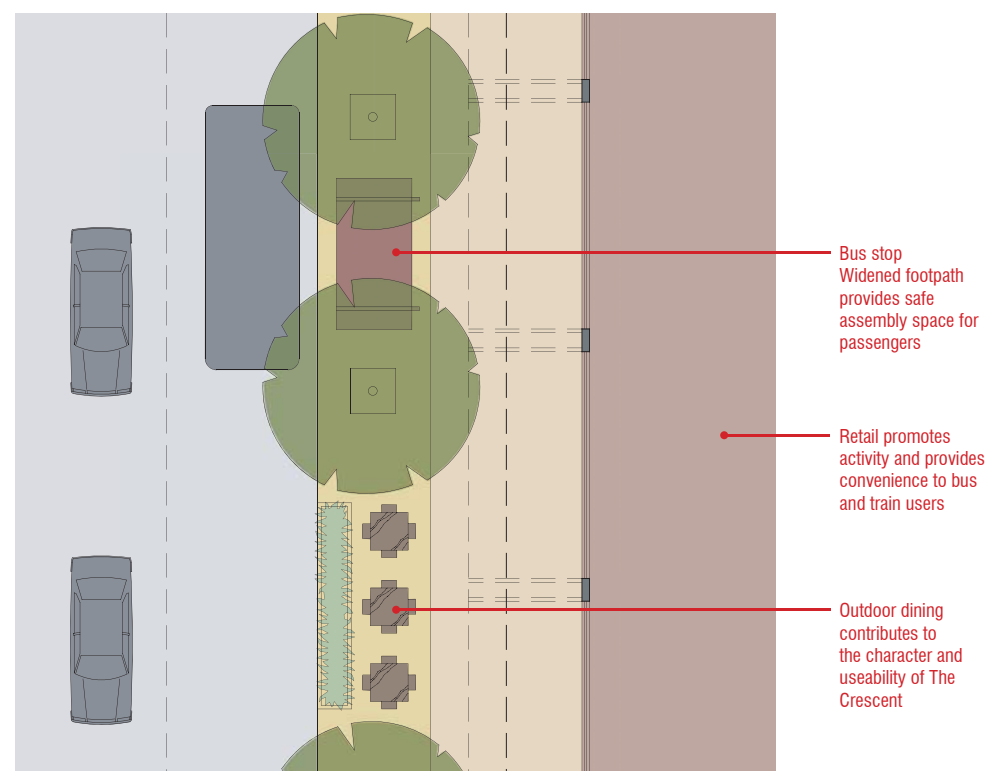 Bus stop
Widened footpath
provides safe
assembly space for
passengers
Retail promotes
activity and provides
convenience to bus
and train users
Outdoor dining
contributes to
the character and
useability of The
Crescent